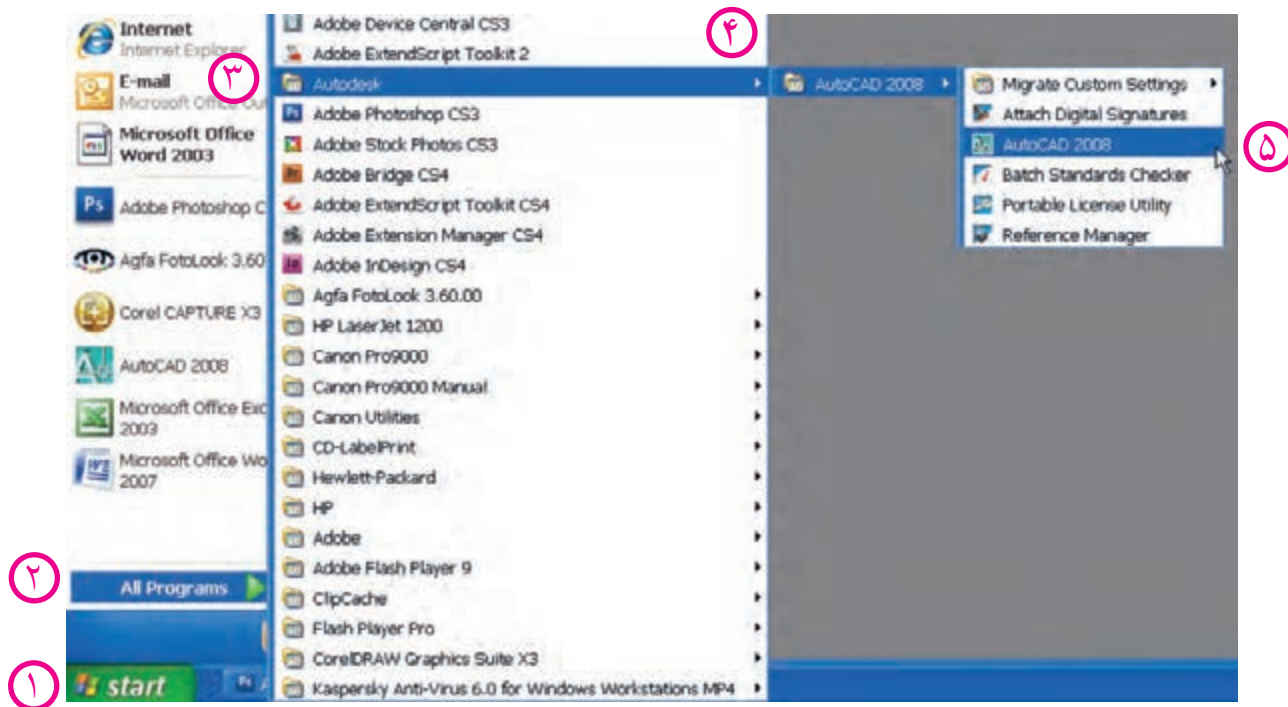 Internet
Internet Explorer
E-mail
Microsoft Office Ou
Microsoft Office
Word 2003
Adobe Photoshop C
Agfa FotoLook 3.60
Corel CAPTURE X3
AutoCAD 2008
Microsoft Office Exc
2003
Microsoft Office Wo
2007
All Programs
start
Adobe Device Central CS3
Adobe ExtendScript Toolkit 2
Autodesk
Adobe Photoshop CS3
Adobe Stock Photos CS3
Adobe Bridge CS4
Adobe ExtendScript Toolkit CS4
Adobe Extension Manager CS4
Adobe InDesign CS4
Agfa FotoLook 3.60.00
HP LaserJet 1200
Canon Pro9000
Canon Pro9000 Manual
Canon Utilities
CD-LabelPrint
Hewlett-Packard
HP
Adobe
Adobe Flash Player 9
ClipCache
Flash Player Pro
CorelDRAW Graphics Suite X3
Kaspersky Anti-Virus 6.0 for Windows Workstations MP4
AutoCAD 2008
Migrate Custom Settings
Attach Digital Signatures
AutoCAD 2008
Batch Standards Checker
Portable License Utility
Reference Manager
۱
۲
۳
۴
۵